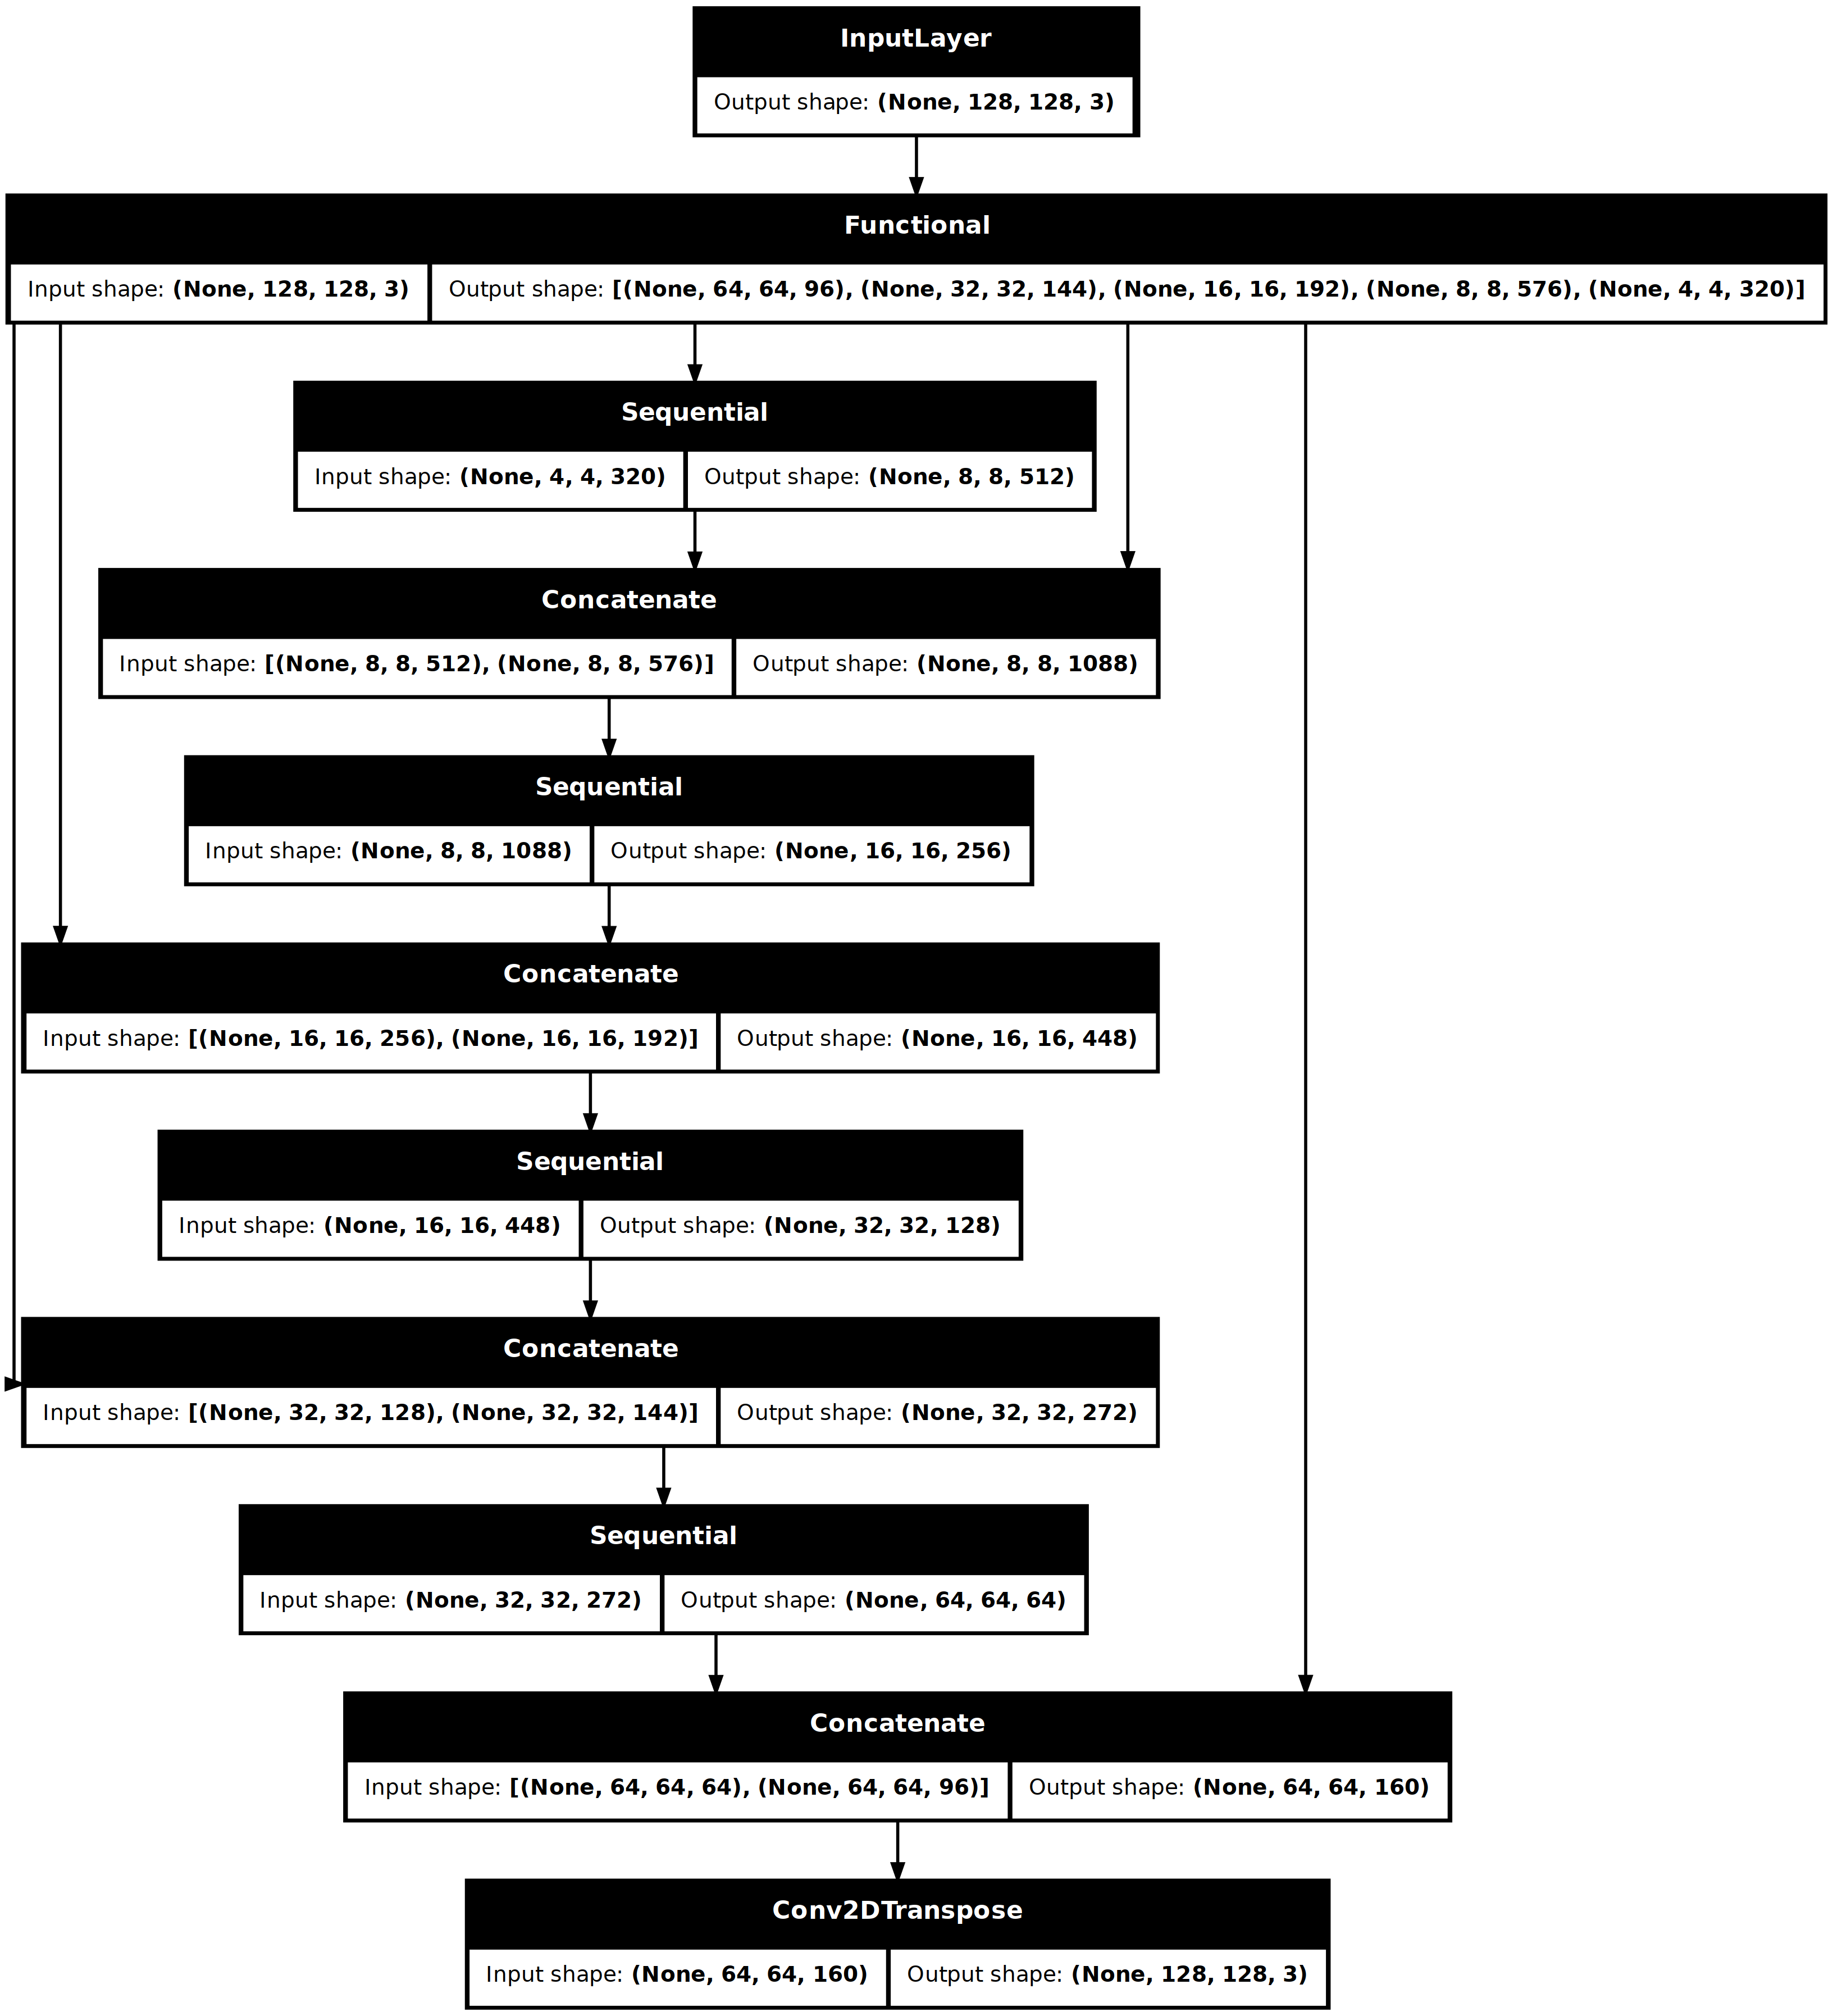 InputLayer
Output shape: (None, 128, 128, 3)
Functional
Input shape: (None, 128, 128, 3) Output shape: [(None, 64, 64, 96), (None, 32, 32, 144), (None, 16, 16, 192), (None, 8, 8, 576), (None, 4, 4, 320)]
Sequential
Input shape: (None, 4, 4, 320) Output shape: (None, 8, 8, 512)
Concatenate
Input shape: [(None, 8, 8, 512), (None, 8, 8, 576)] Output shape: (None, 8, 8, 1088)
Sequential
Input shape: (None, 8, 8, 1088) Output shape: (None, 16, 16, 256)
Concatenate
Input shape: [(None, 16, 16, 256), (None, 16, 16, 192)] Output shape: (None, 16, 16, 448)
Sequential
Input shape: (None, 16, 16, 448) Output shape: (None, 32, 32, 128)
Concatenate
Input shape: [(None, 32, 32, 128), (None, 32, 32, 144)] Output shape: (None, 32, 32, 272)
Sequential
Input shape: (None, 32, 32, 272) Output shape: (None, 64, 64, 64)
Concatenate
Input shape: [(None, 64, 64, 64), (None, 64, 64, 96)] Output shape: (None, 64, 64, 160)
Conv2DTranspose
Input shape: (None, 64, 64, 160) Output shape: (None, 128, 128, 3)